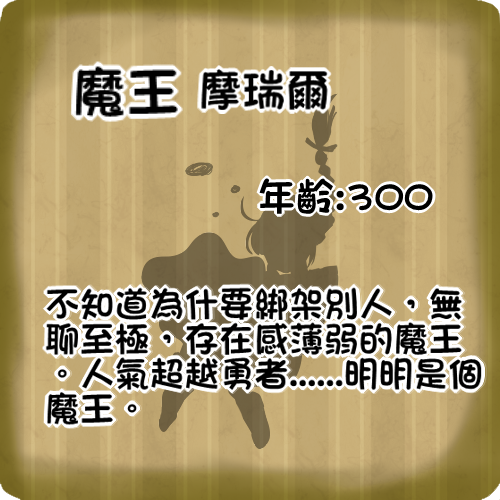 魔王 摩瑞爾
年齡:300
不知道為什要綁架別人，無
聊至極，存在感薄弱的魔王
。人氣超越勇者......明明是個
魔王。